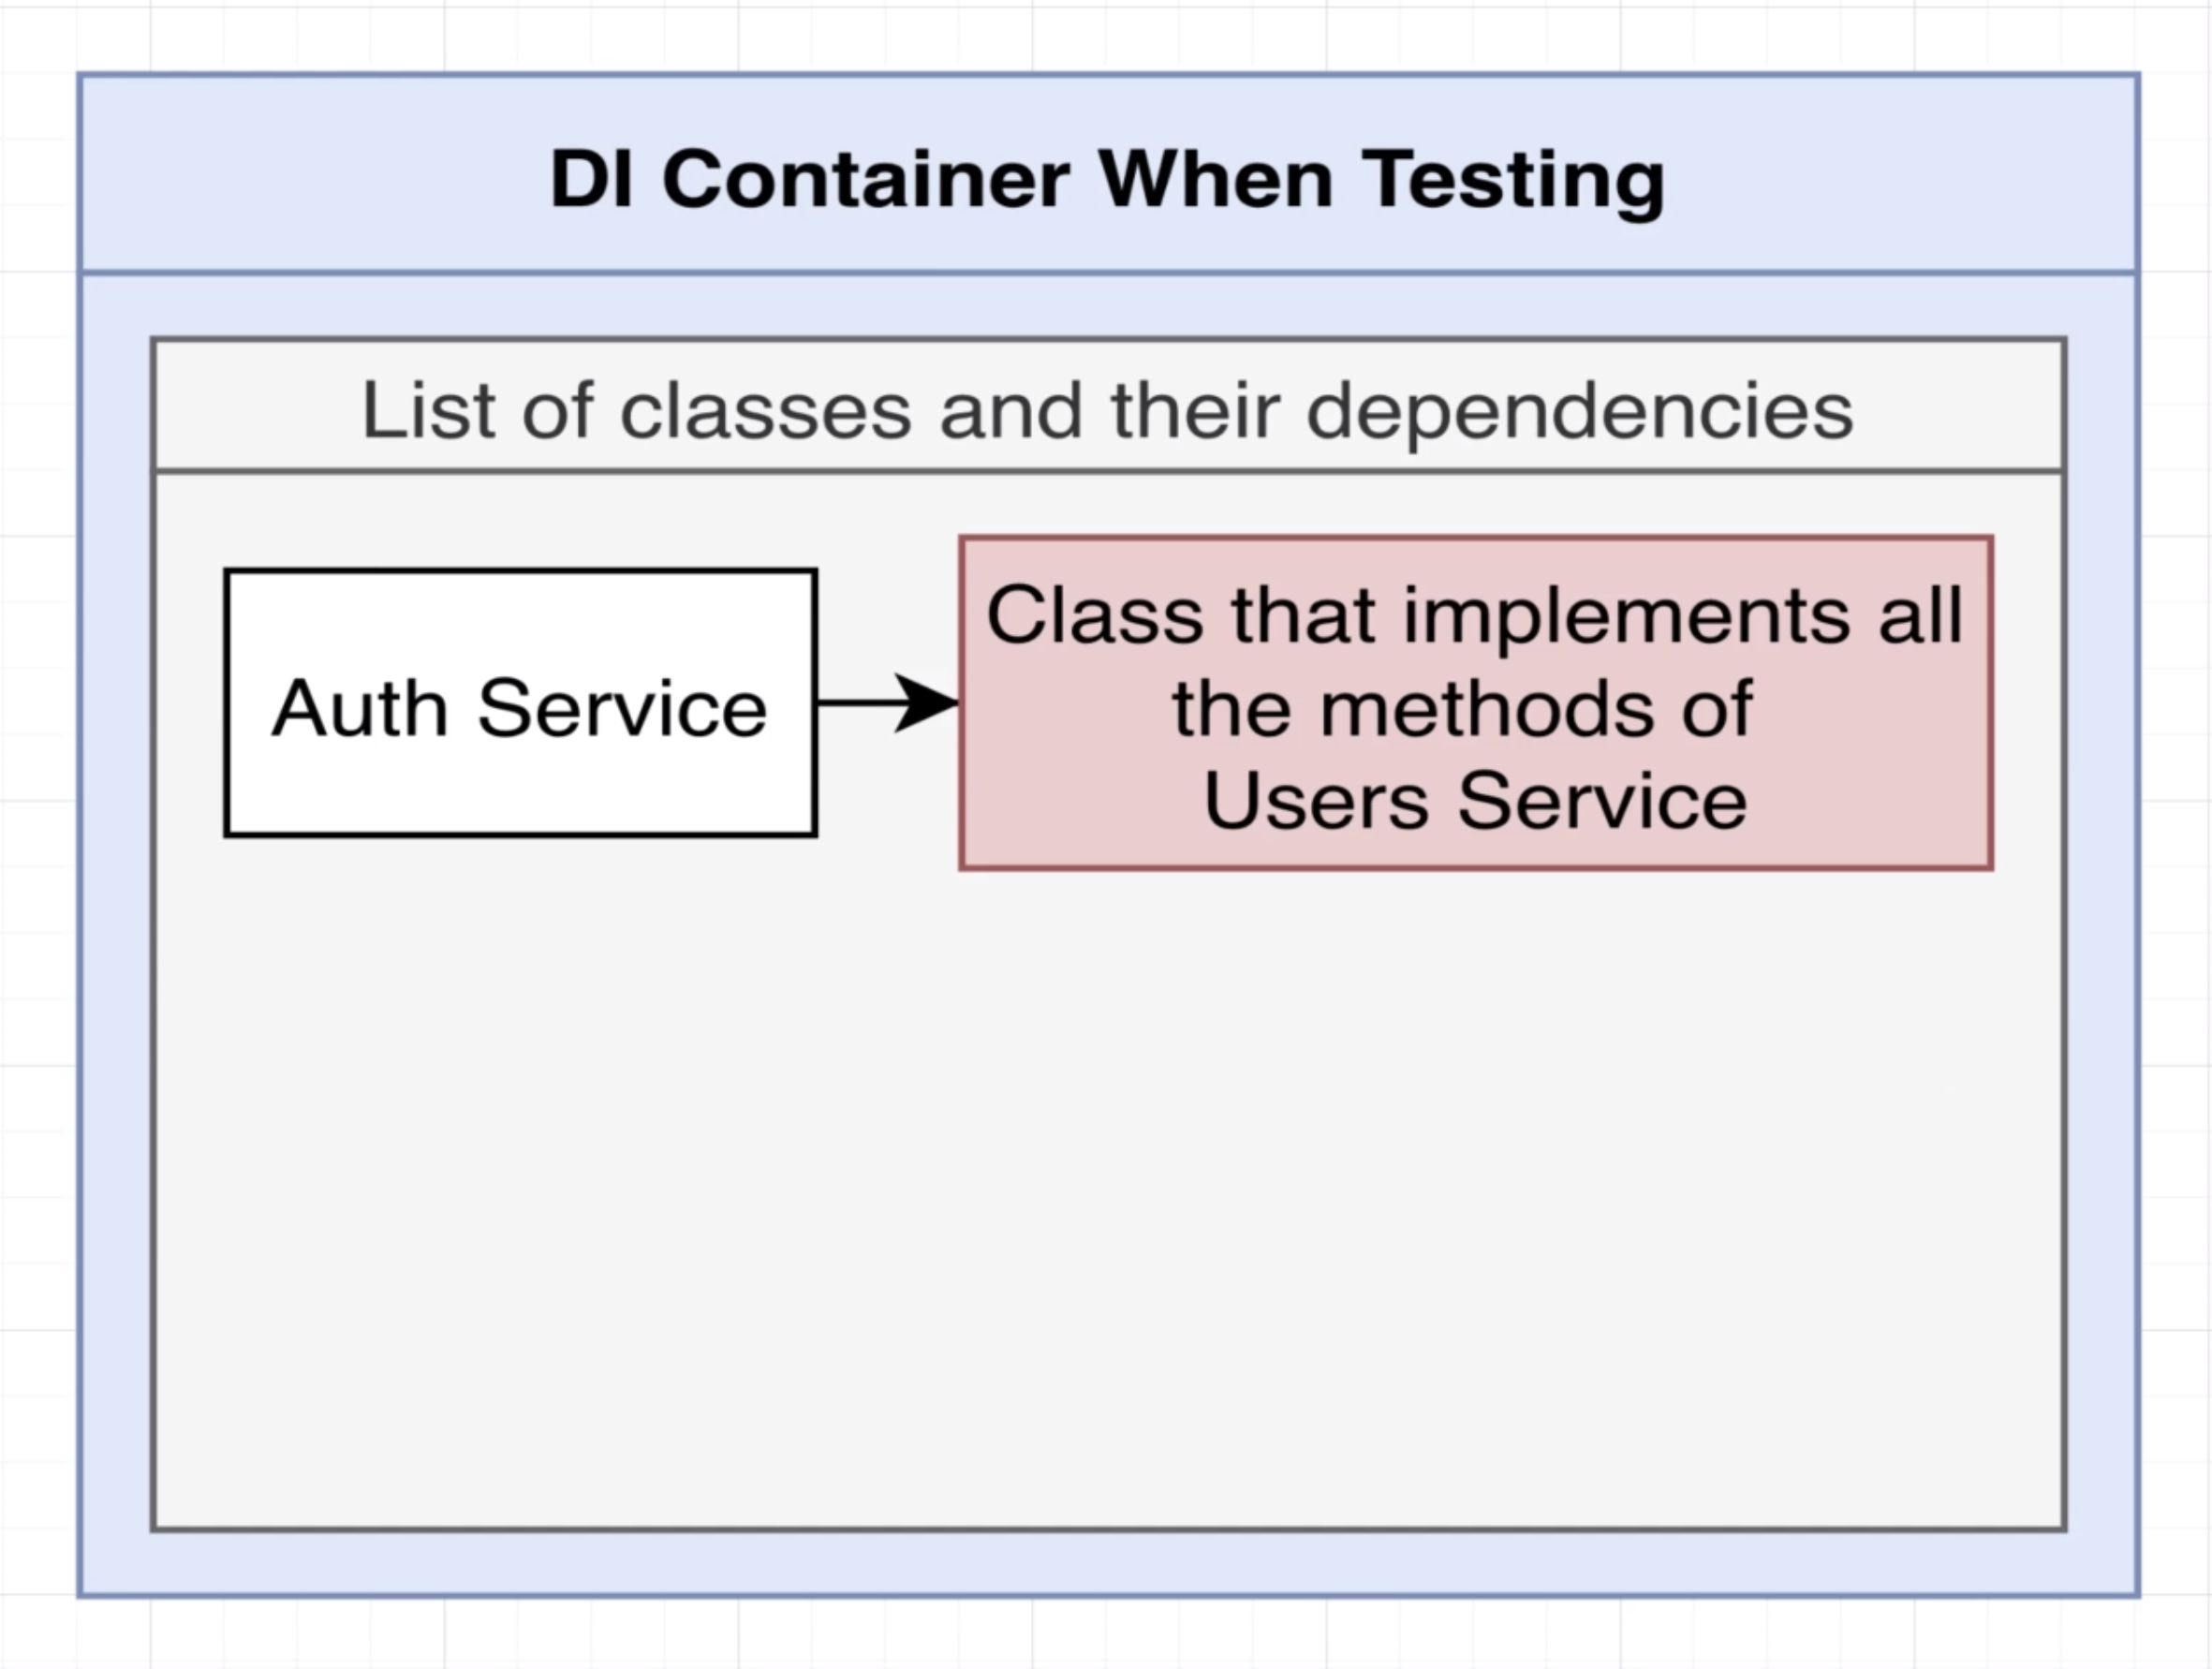 DI Container When Testing
List of classes and their dependencies
Auth Service
Class that implements all
the methods of
Users Service